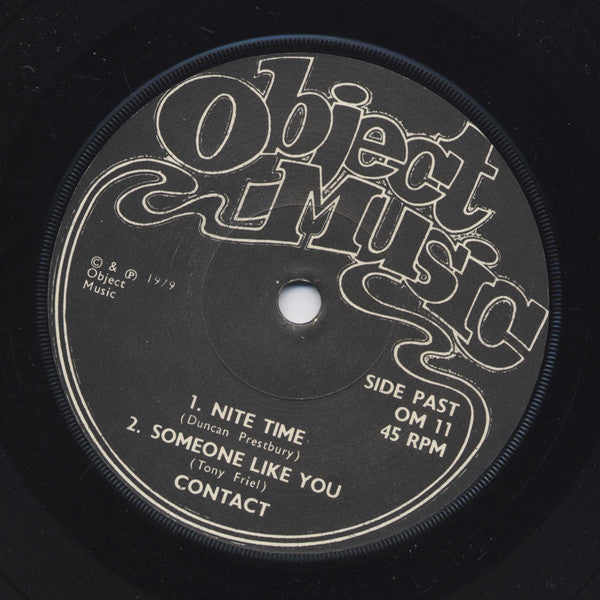 Object
Music
© & ℗ 1979
Object
Music
SIDE PAST
OM 11
45 RPM
1. NITE TIME
(Duncan Prestbury)
2. SOMEONE LIKE YOU
(Tony Friel)
CONTACT